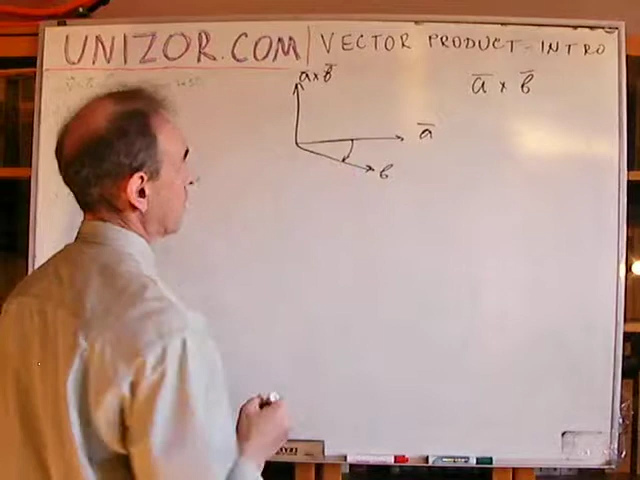 UNIZOR.COM | VECTOR PRODUCT - INTRO
a̅ x b̅
a x b̅
a̅
b